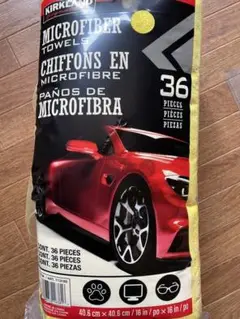 KIRKLAND
MICROFIBER
TOWELS
CHIFFONS EN
MICROFIBRE
PAÑOS DE
MICROFIBRA
36
PIECES
PIÈCES
PIEZAS
CONT. 36 PIECES
CONT. 36 PIÈCES
CONT. 36 PIEZAS
40.6 cm × 40.6 cm / 16 in / po × 16 in / po